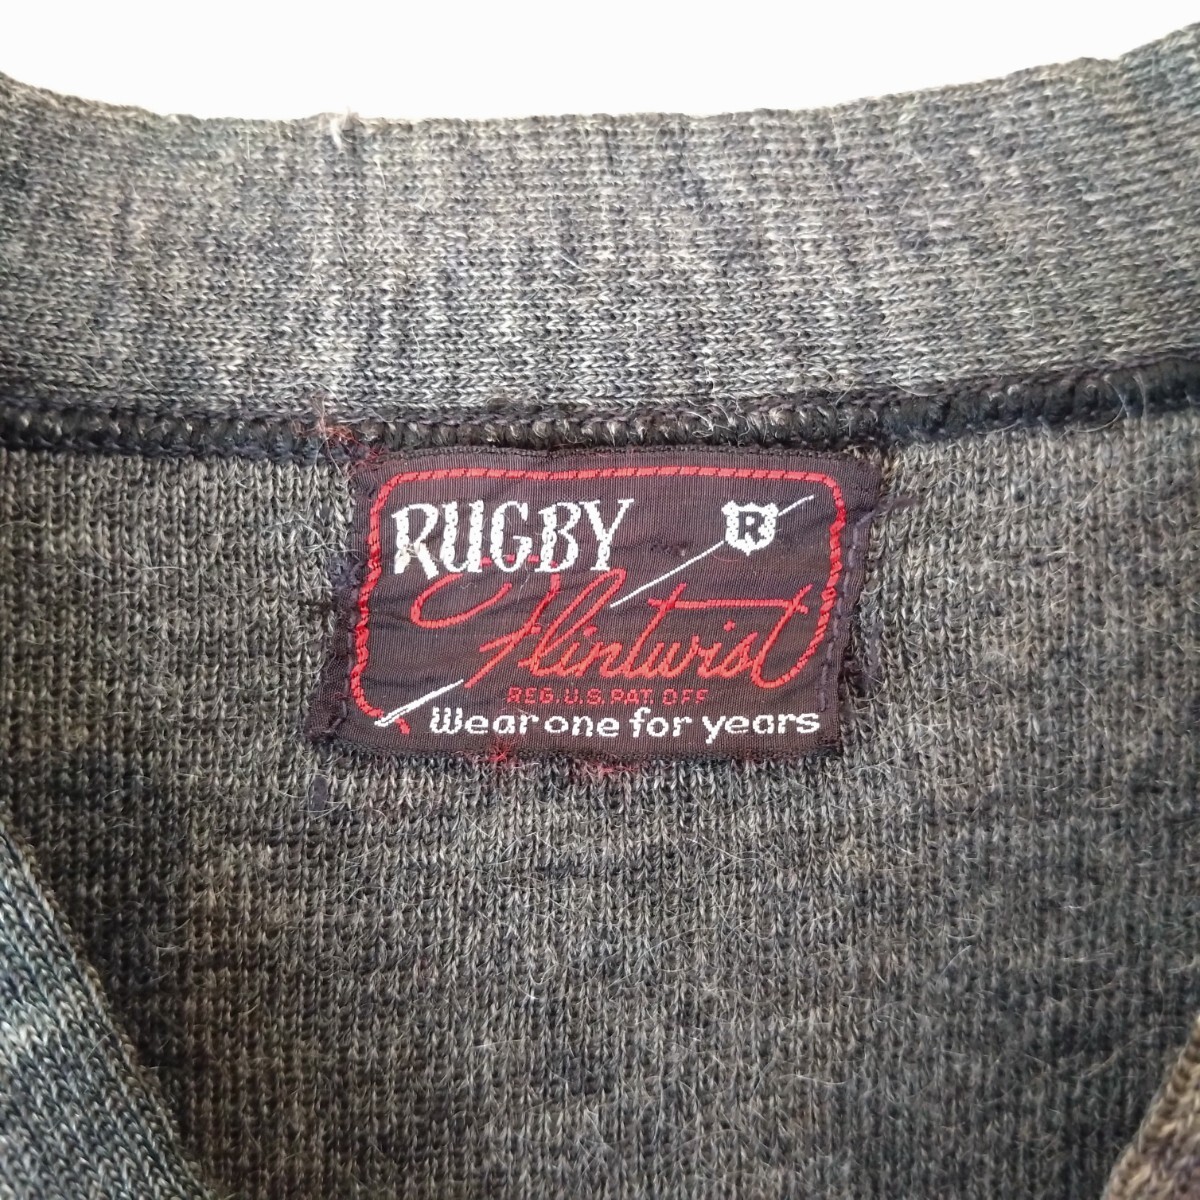 RUGBY R
Flintwist
REG. U.S. PAT OFF
Wear one for years